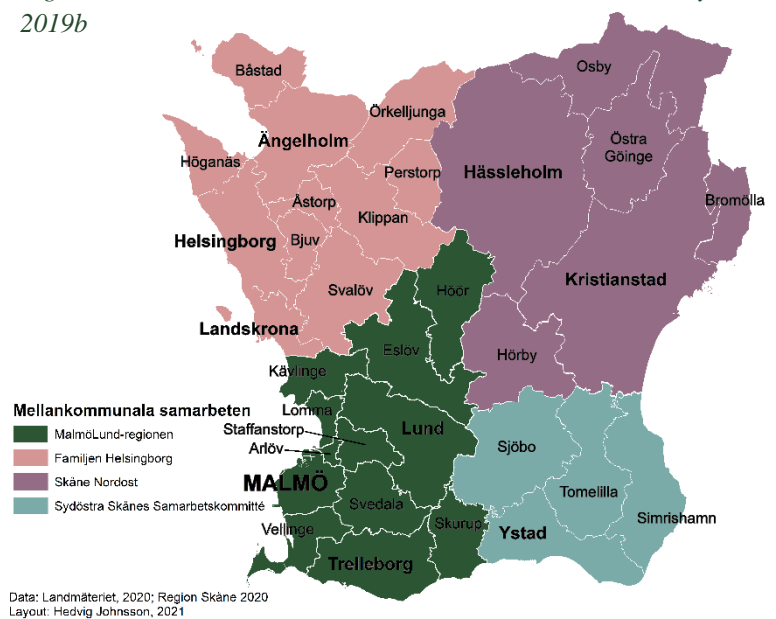 2019b
Båstad
Osby
Örkelljunga
Ängelholm
Östra
Göinge
Höganäs
Perstorp
Hässleholm
Bromölla
Åstorp
Klippan
Helsingborg
Bjuv
Kristianstad
Svalöv
Höör
Landskrona
Eslöv
Hörby
Kävlinge
Mellankommunala samarbeten
MalmöLund-regionen
Familjen Helsingborg
Skåne Nordost
Sydöstra Skånes Samarbetskommitté
Lomma
Staffanstorp
Lund
Arlöv
Sjöbo
MALMÖ
Tomelilla
Svedala
Simrishamn
Skurup
Vellinge
Ystad
Trelleborg
Data: Landmäteriet, 2020; Region Skåne 2020
Layout: Hedvig Johnsson, 2021